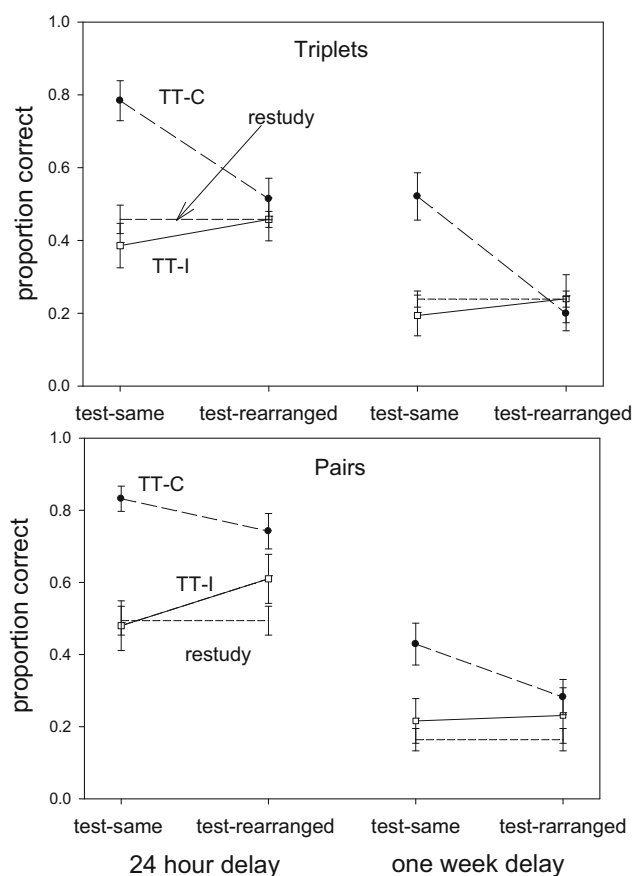 1.0
Triplets
0.8
TT-C
restudy
0.6
0.4
TT-I
0.2
0.0
proportion correct
test-same test-rearranged test-same test-rearranged
1.0
Pairs
TT-C
0.8
TT-I
0.6
restudy
0.4
0.2
0.0
proportion correct
test-same test-rearranged test-same test-rarranged
24 hour delay one week delay